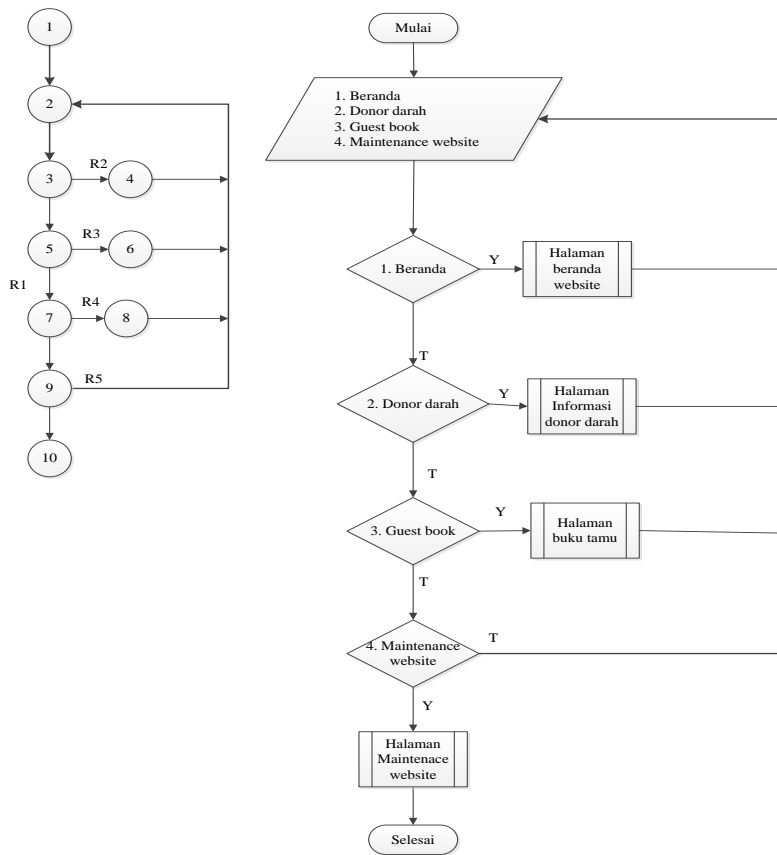 1
2
R2
3
4
R3
5
6
R1
R4
7
8
R5
9
10
Mulai
1. Beranda
2. Donor darah
3. Guest book
4. Maintenance website
1. Beranda
Y
Halaman
beranda
website
T
2. Donor darah
Y
Halaman
Informasi
donor darah
T
3. Guest book
Y
Halaman
buku tamu
T
4. Maintenance
website
T
Y
Halaman
Maintenace
website
Selesai